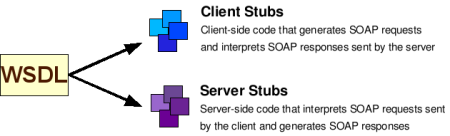 Client Stubs
Client-side code that generates SOAP requests
and interprets SOAP responses sent by the server
WSDL
Server Stubs
Server-side code that interprets SOAP requests sent
by the client and generates SOAP responses